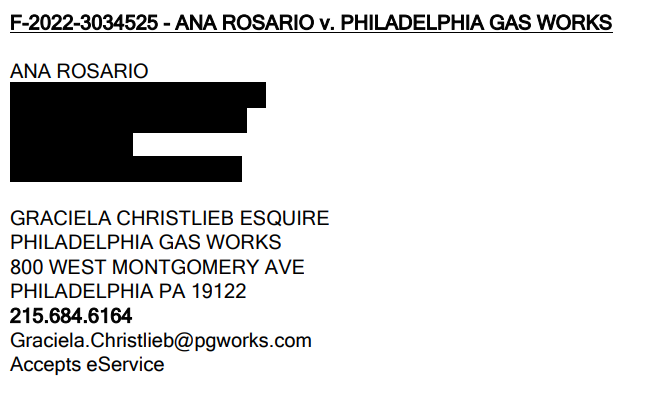 F-2022-3034525 - ANA ROSARIO v. PHILADELPHIA GAS WORKS
ANA ROSARIO
GRACIELA CHRISTLIEB ESQUIRE
PHILADELPHIA GAS WORKS
800 WEST MONTGOMERY AVE
PHILADELPHIA PA 19122
215.684.6164
Graciela.Christlieb@pgworks.com
Accepts eService